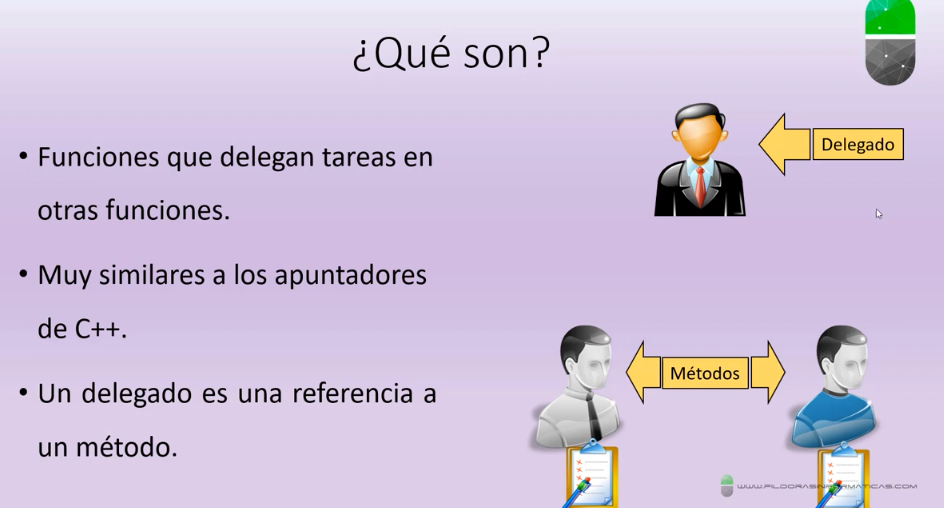 ¿Qué son?
• Funciones que delegan tareas en
otras funciones.
• Muy similares a los apuntadores
de C++.
• Un delegado es una referencia a
un método.
Delegado
Métodos
WWW.PILDORASINFORMATICAS.COM